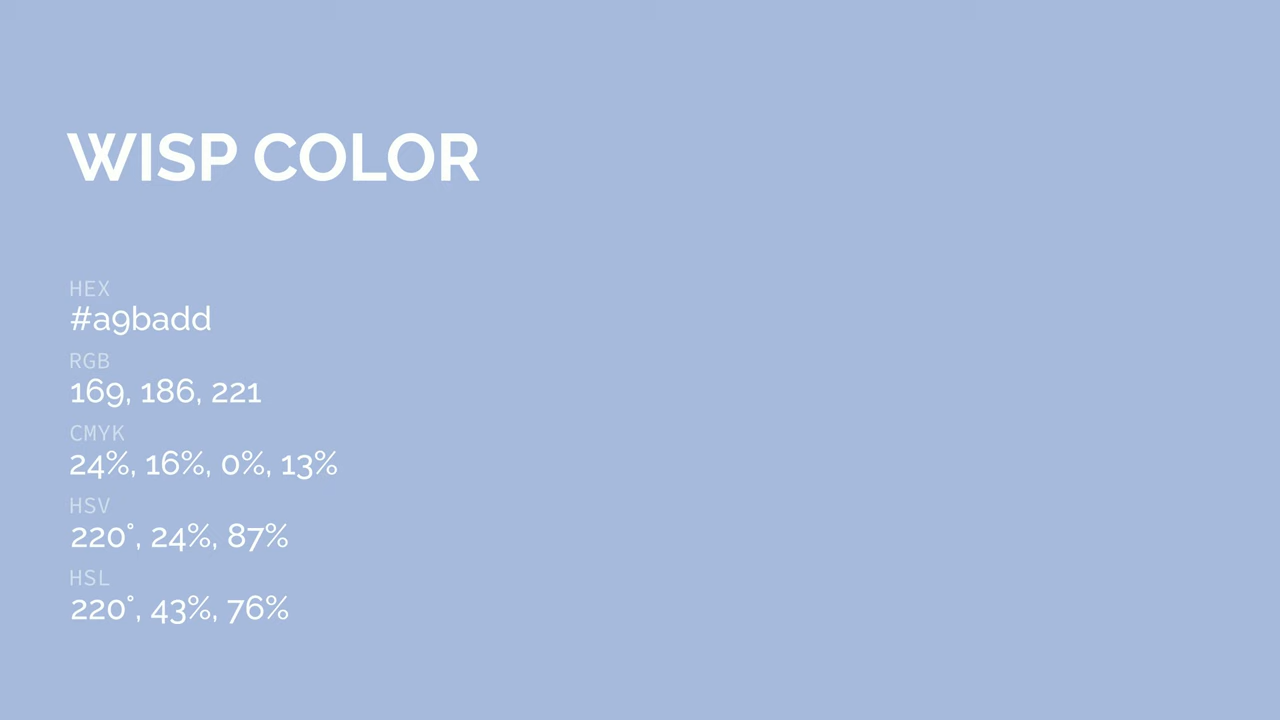 WISP COLOR
HEX
#a9badd
RGB
169, 186, 221
CMYK
24%, 16%, 0%, 13%
HSV
220°, 24%, 87%
HSL
220°, 43%, 76%